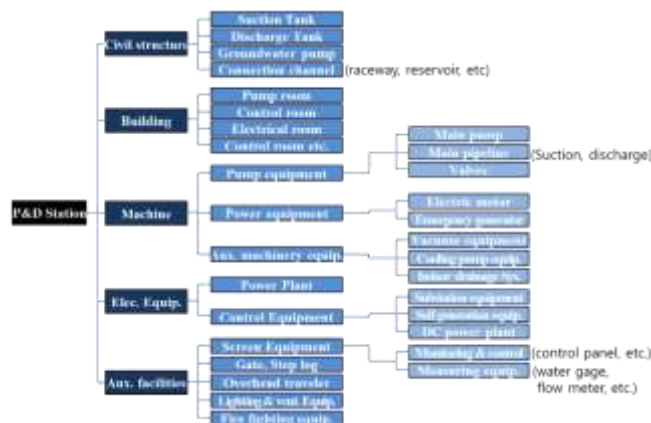 P&D Station
Civil structure
Suction Tank
Discharge Tank
Groundwater pump
Connection channel (raceway, reservoir, etc)
Building
Pump room
Control room
Electrical room
Control room etc.
Machine
Pump equipment
Main pump
Main pipeline (Suction, discharge)
Valves
Power equipment
Electric motor
Emergency generator
Aux. machinery equip.
Vacuum equipment
Cooling pump equip.
Indoor drainage Sys.
Elec. Equip.
Power Plant
Control Equipment
Substation equipment
Self generation equip.
DC power plant
Aux. facilities
Screen Equipment
Monitoring & control (control panel, etc.)
Measuring equip. (water gage,
flow meter, etc.)
Gate, Stop log
Overhead traveler
Lighting & vent. Equip.
Fire fighting equip.